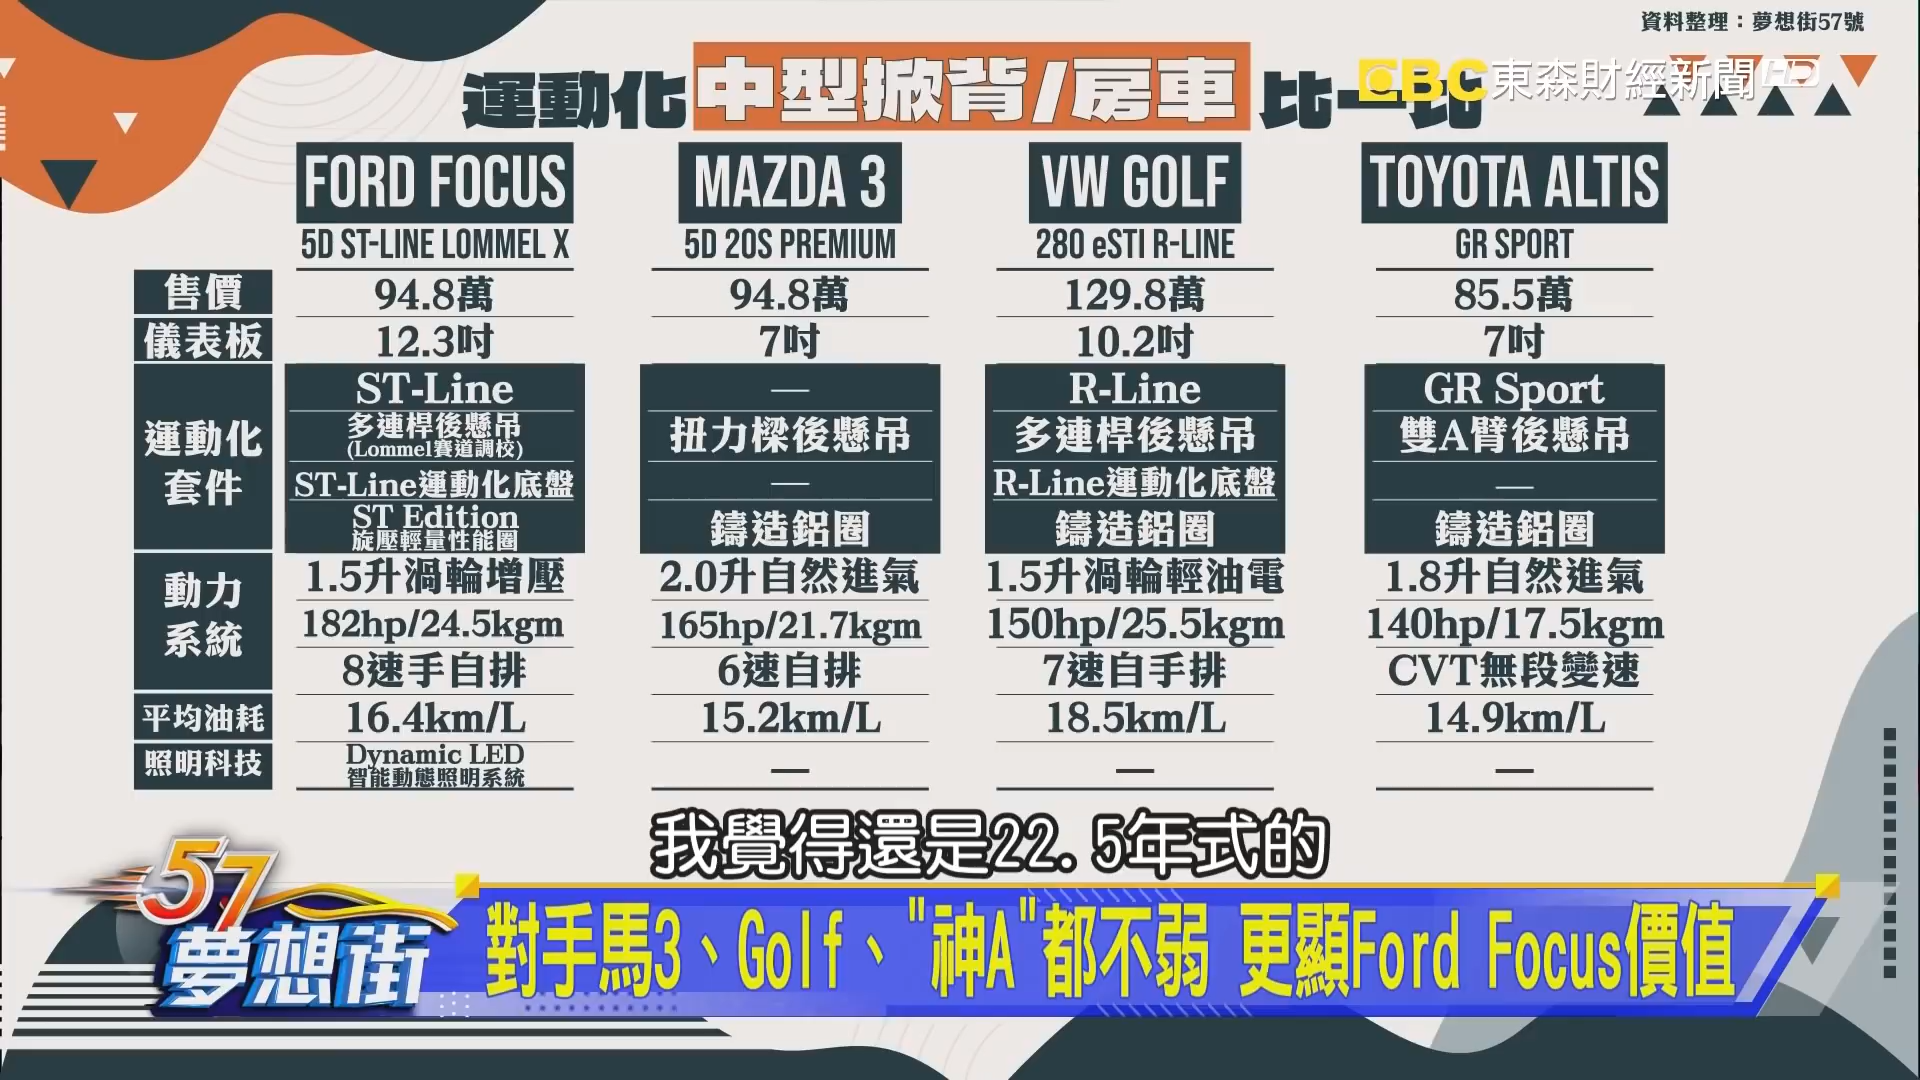 資料整理：夢想街57號
運動化中型掀背/房車比一比
EBC東森財經新聞HD
FORD FOCUS MAZDA 3 VW GOLF TOYOTA ALTIS
5D ST-LINE LOMMEL X 5D 20S PREMIUM 280 eSTI R-LINE GR SPORT
售價 94.8萬 94.8萬 129.8萬 85.5萬
儀表板 12.3吋 7吋 10.2吋 7吋
運動化
套件
ST-Line — R-Line GR Sport
多連桿後懸吊
(Lommel賽道調校)
扭力樑後懸吊 多連桿後懸吊 雙A臂後懸吊
ST-Line運動化底盤 — R-Line運動化底盤 —
ST Edition
旋壓輕量性能圈
鑄造鋁圈 鑄造鋁圈 鑄造鋁圈
動力
系統
1.5升渦輪增壓 2.0升自然進氣 1.5升渦輪輕油電 1.8升自然進氣
182hp/24.5kgm 165hp/21.7kgm 150hp/25.5kgm 140hp/17.5kgm
8速手自排 6速自排 7速自手排 CVT無段變速
平均油耗 16.4km/L 15.2km/L 18.5km/L 14.9km/L
照明科技
Dynamic LED
智能動態照明系統
— — —
我覺得還是22.5年式的
57
夢想街
對手馬3、Golf、"神A"都不弱 更顯Ford Focus價值